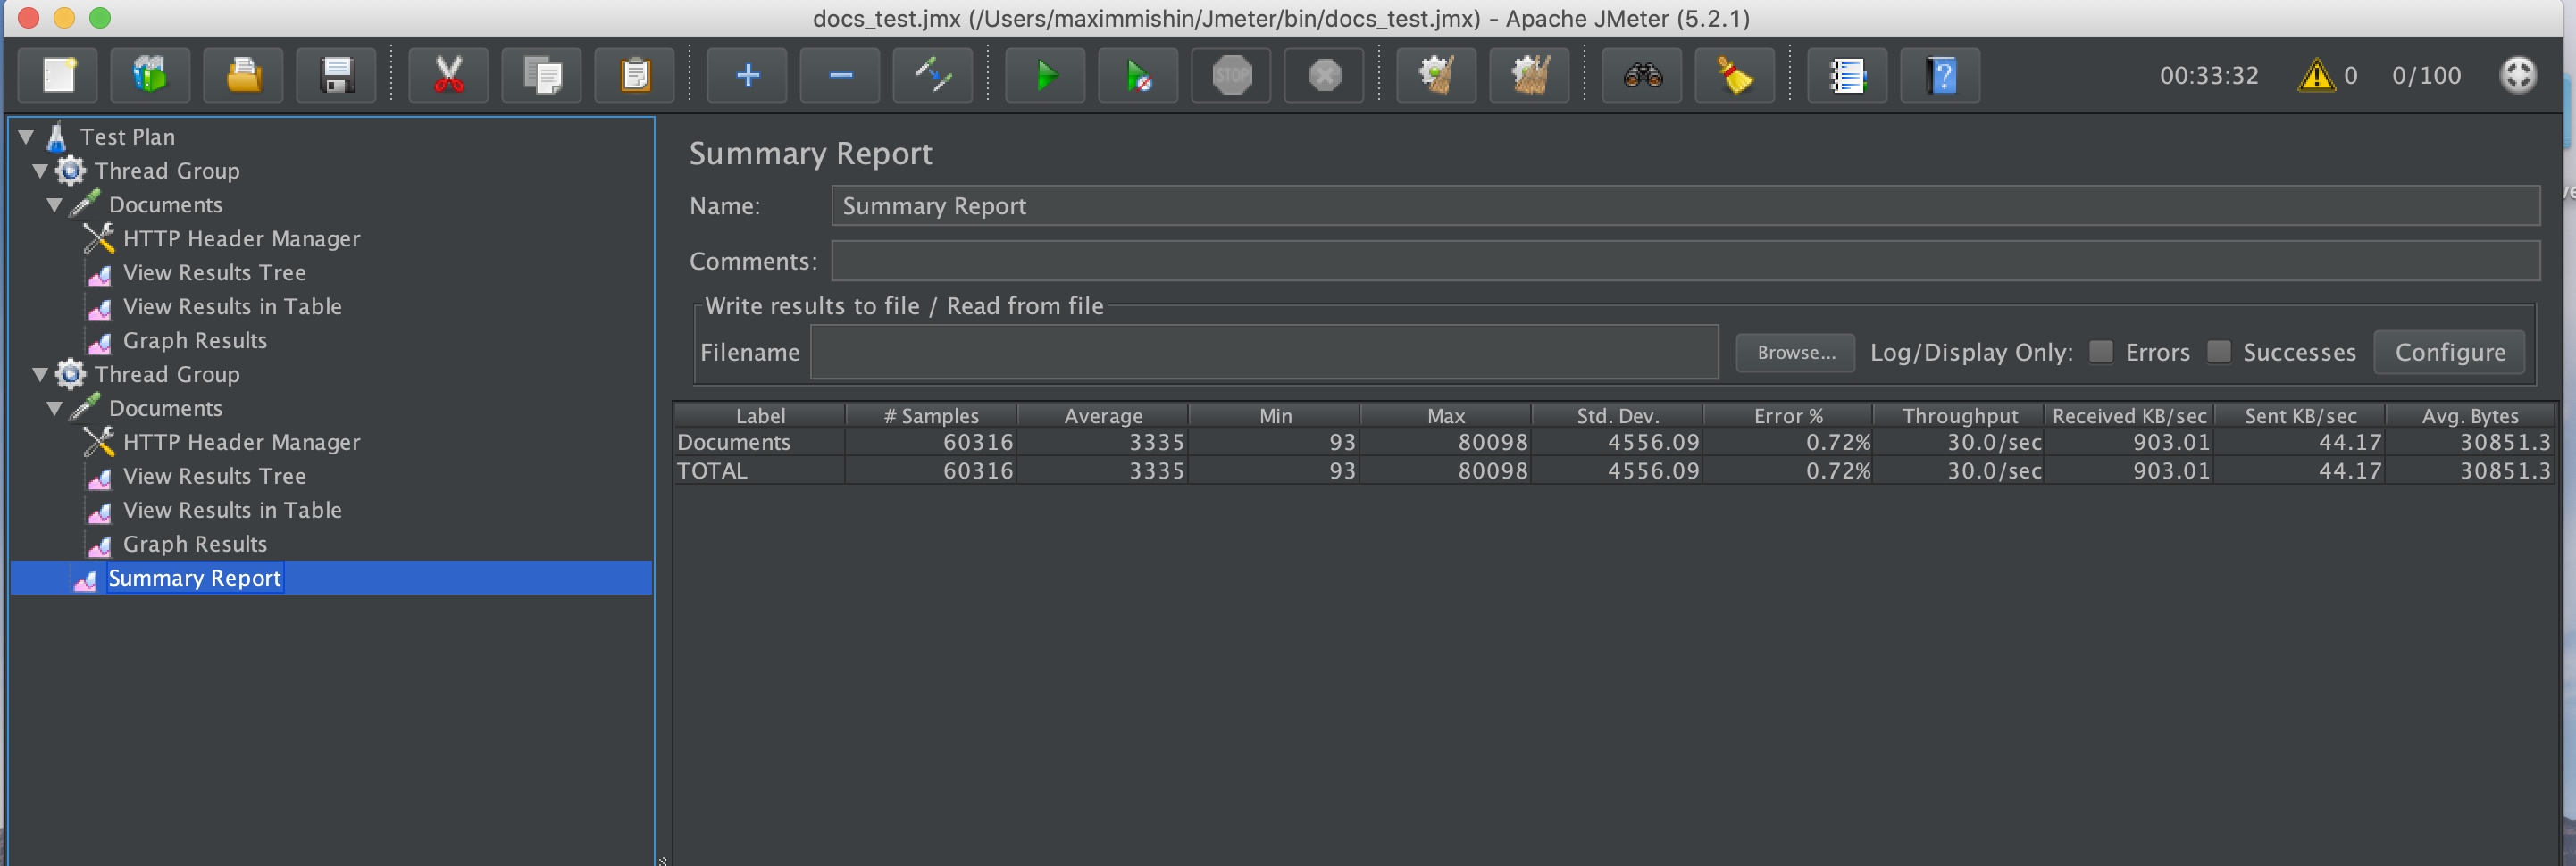 docs_test.jmx (/Users/maximmishin/Jmeter/bin/docs_test.jmx) - Apache JMeter (5.2.1)
STOP
00:33:32 0 0/100
Test Plan
Thread Group
Documents
HTTP Header Manager
View Results Tree
View Results in Table
Graph Results
Thread Group
Documents
HTTP Header Manager
View Results Tree
View Results in Table
Graph Results
Summary Report
Summary Report
Name: Summary Report
Comments:
Write results to file / Read from file
Filename Browse... Log/Display Only: Errors Successes Configure
Label # Samples Average Min Max Std. Dev. Error % Throughput Received KB/sec Sent KB/sec Avg. Bytes
Documents 60316 3335 93 80098 4556.09 0.72% 30.0/sec 903.01 44.17 30851.3
TOTAL 60316 3335 93 80098 4556.09 0.72% 30.0/sec 903.01 44.17 30851.3